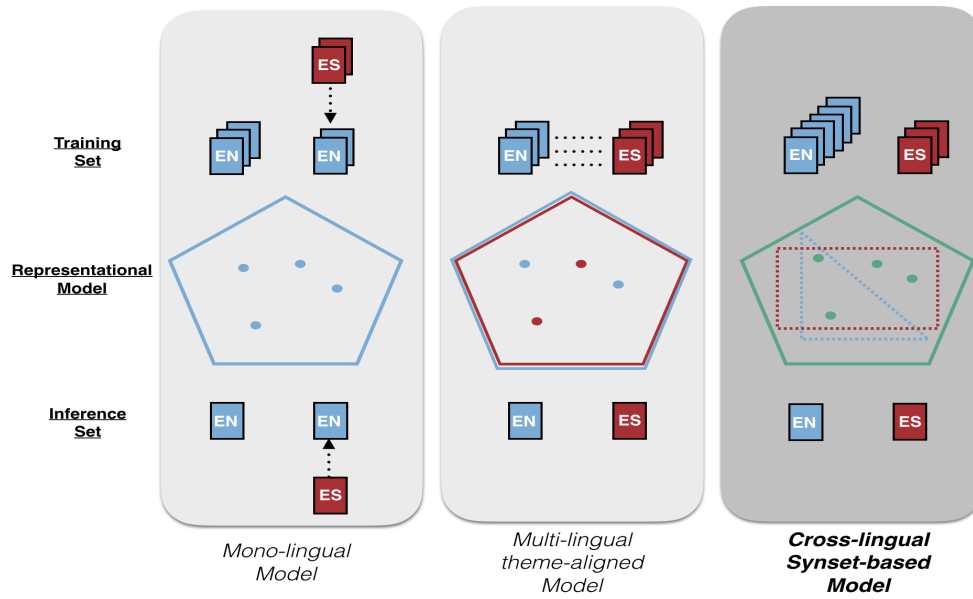 ES
Training
Set
EN
EN
EN
ES
EN
ES
Representational
Model
Inference
Set
EN
EN
EN
ES
EN
ES
ES
Mono-lingual
Model
Multi-lingual
theme-aligned
Model
Cross-lingual
Synset-based
Model